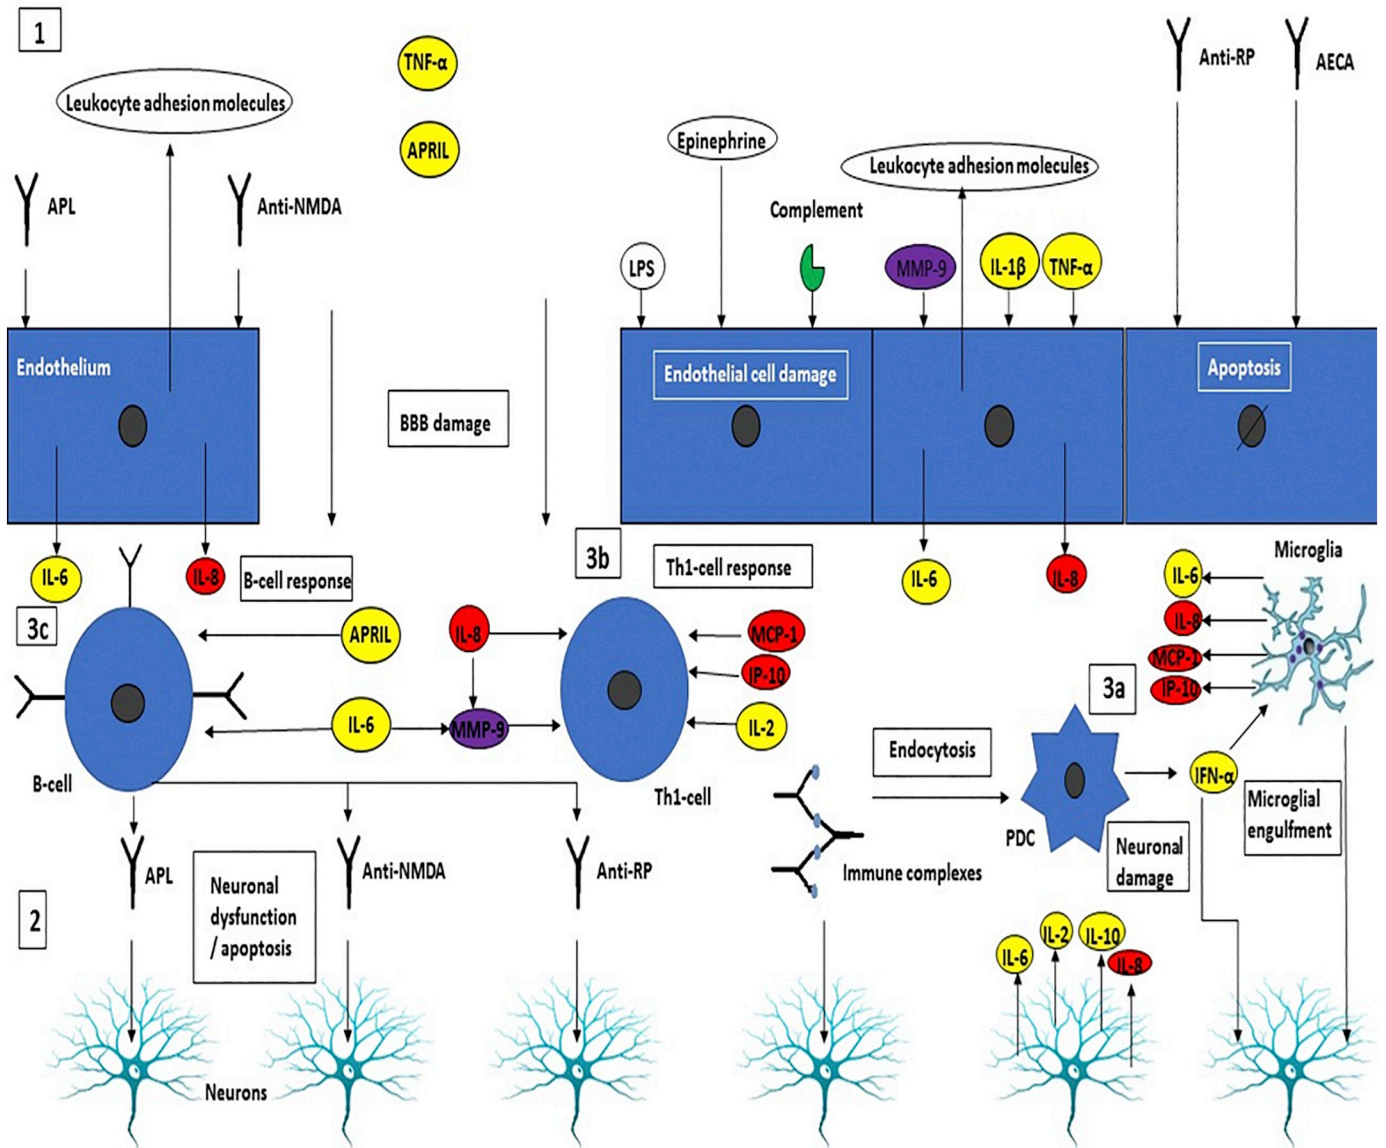 1
TNF-α
Anti-RP
AECA
Leukocyte adhesion molecules
APRIL
Epinephrine
Leukocyte adhesion molecules
APL
Anti-NMDA
Complement
LPS
MMP-9
IL-1β
TNF-α
Endothelium
Endothelial cell damage
Apoptosis
BBB damage
IL-6
IL-8
B-cell response
3b
Th1-cell response
IL-6
IL-8
Microglia
IL-6
IL-8
MCP-1
IP-10
3c
APRIL
IL-8
MCP-1
IP-10
IL-6
MMP-9
IL-2
3a
B-cell
Th1-cell
Endocytosis
IFN-α
PDC
Microglial
engulfment
Neuronal
damage
Immune complexes
APL
Anti-NMDA
Anti-RP
Neuronal
dysfunction
/ apoptosis
2
IL-6
IL-2
IL-10
IL-8
Neurons